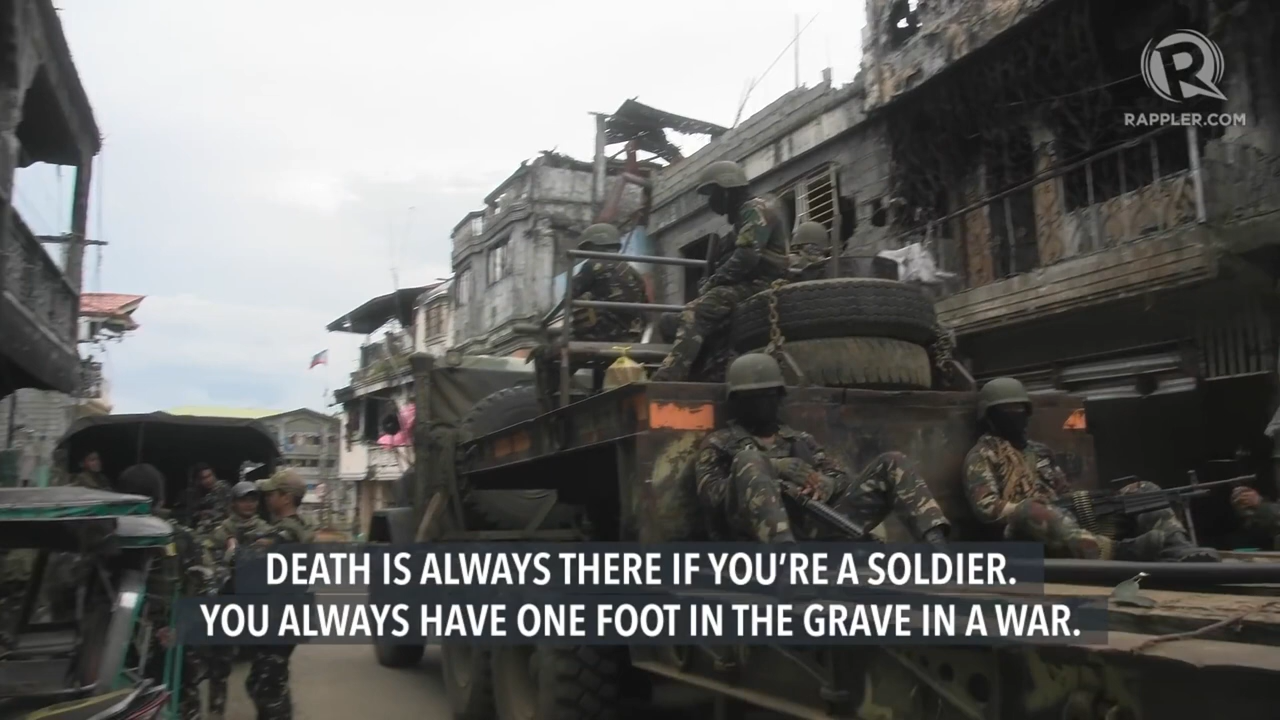 R
RAPPLER.COM
DEATH IS ALWAYS THERE IF YOU'RE A SOLDIER.
YOU ALWAYS HAVE ONE FOOT IN THE GRAVE IN A WAR.